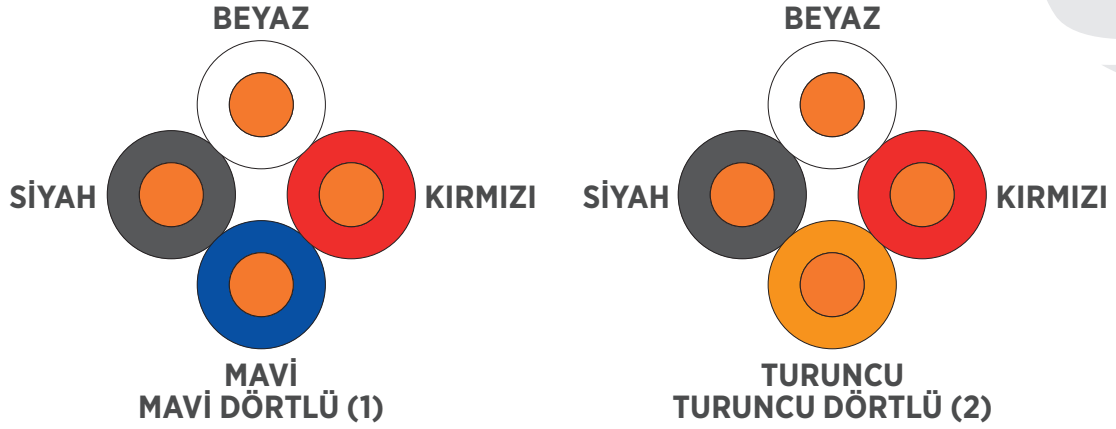 BEYAZ
SİYAH
KIRMIZI
MAVİ
MAVİ DÖRTLÜ (1)
BEYAZ
SİYAH
KIRMIZI
TURUNCU
TURUNCU DÖRTLÜ (2)